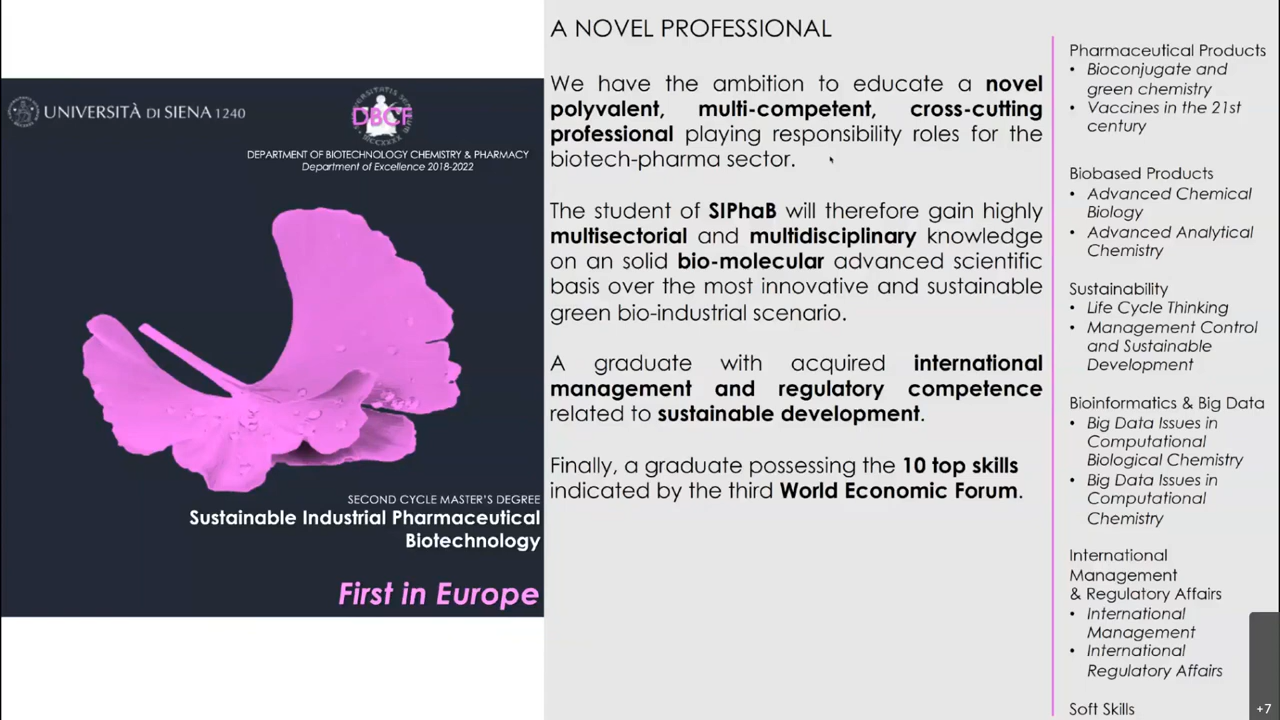 A NOVEL PROFESSIONAL
We have the ambition to educate a novel
polyvalent, multi-competent, cross-cutting
professional playing responsibility roles for the
biotech-pharma sector.
The student of SIPhaB will therefore gain highly
multisectorial and multidisciplinary knowledge
on an solid bio-molecular advanced scientific
basis over the most innovative and sustainable
green bio-industrial scenario.
A graduate with acquired international
management and regulatory competence
related to sustainable development.
Finally, a graduate possessing the 10 top skills
indicated by the third World Economic Forum.
UNIVERSITÀ DI SIENA 1240
DBCF
DEPARTMENT OF BIOTECHNOLOGY CHEMISTRY & PHARMACY
Department of Excellence 2018-2022
SECOND CYCLE MASTER'S DEGREE
Sustainable Industrial Pharmaceutical
Biotechnology
First in Europe
Pharmaceutical Products
• Bioconjugate and
green chemistry
• Vaccines in the 21st
century
Biobased Products
• Advanced Chemical
Biology
• Advanced Analytical
Chemistry
Sustainability
• Life Cycle Thinking
• Management Control
and Sustainable
Development
Bioinformatics & Big Data
• Big Data Issues in
Computational
Biological Chemistry
• Big Data Issues in
Computational
Chemistry
International
Management
& Regulatory Affairs
• International
Management
• International
Regulatory Affairs
Soft Skills
+7